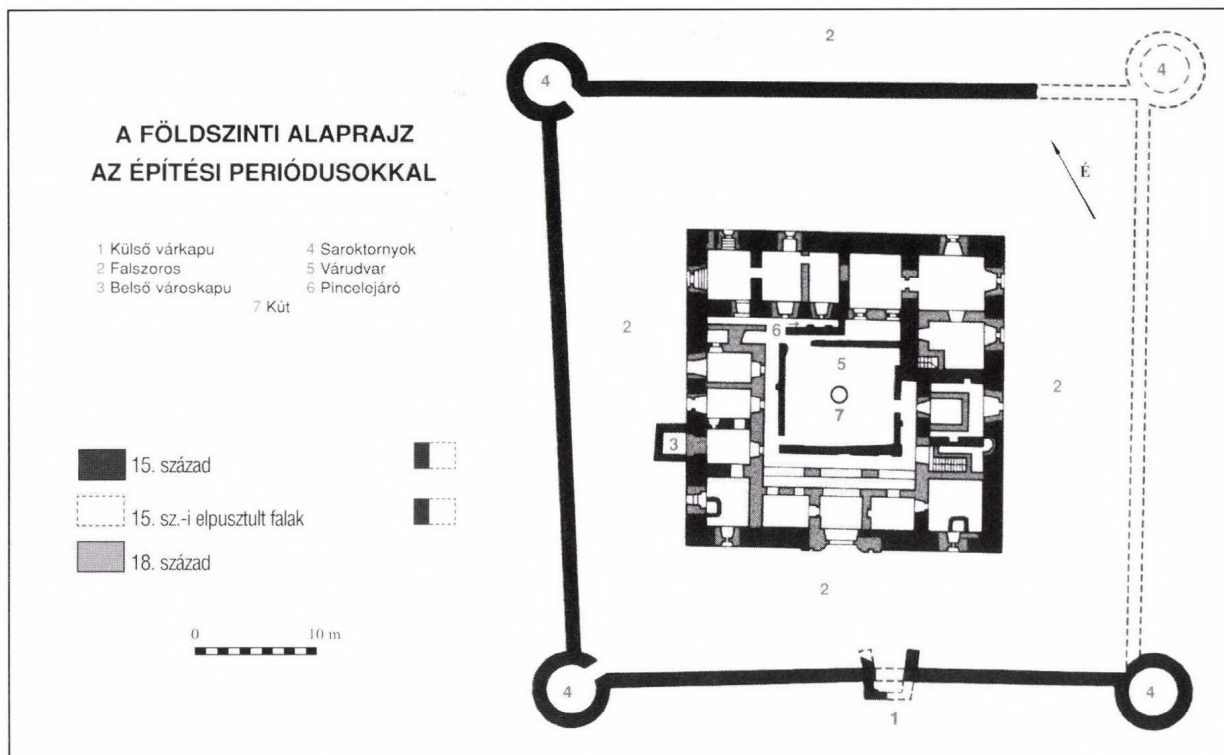 A FÖLDSZINTI ALAPRAJZ
AZ ÉPÍTÉSI PERIÓDUSOKKAL
1 Külső várkapu
2 Falszoros
3 Belső városkapu
4 Saroktornyok
5 Várudvar
6 Pincelejáró
7 Kút
15. század
15. sz.-i elpusztult falak
18. század
0 10 m
2
4
4
É
2
6
5
7
2
3
2
4
4
1